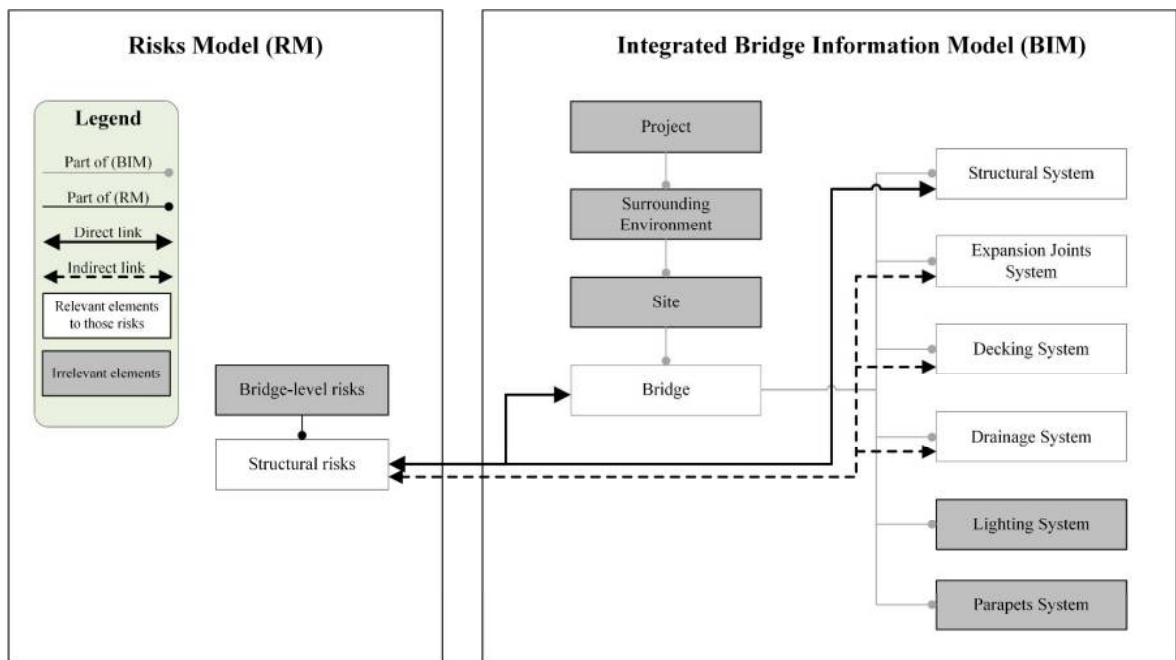 Risks Model (RM)
Legend
Part of (BIM)
Part of (RM)
Direct link
Indirect link
Relevant elements
to those risks
Irrelevant elements
Bridge-level risks
Structural risks
Integrated Bridge Information Model (BIM)
Project
Surrounding
Environment
Site
Bridge
Structural System
Expansion Joints
System
Decking System
Drainage System
Lighting System
Parapets System